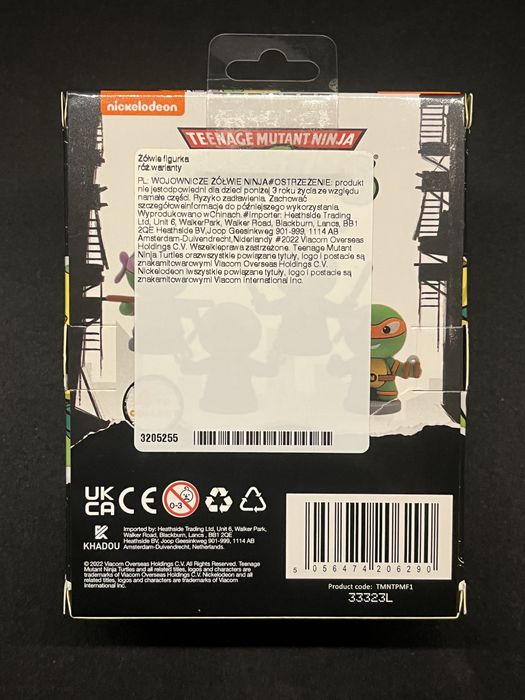 nickelodeon
TEENAGE MUTANT NINJA
Żółwie figurka
róż.warianty
PL: WOJOWNICZE ŻÓŁWIE NINJA#OSTRZEŻENIE: produkt
nie jestodpowiedni dla dzieci poniżej 3 roku życia ze względu
namałe części. Ryzyko zadławienia. Zachować
szczegółoweinformacje do późniejszego wykorzystania.
Wyprodukowano wChinach.#Importer: Heathside Trading
Ltd, Unit 6, WalkerPark, Walker Road, Blackburn, Lancs, BB1
2QE Heathside BV,Joop Geesinkweg 901-999, 1114 AB
Amsterdam-Duivendrecht,Niderlandy #2022 Viacom Overseas
Holdings C.V. Wszelkieprawa zastrzeżone. Teenage Mutant
Ninja Turtles orazwszystkie powiązane tytuły, logo i postacie są
znakamitowarowymi Viacom Overseas Holdings C.V.
Nickelodeon iwszystkie powiązane tytuły, logo i postacie są
znakamitowarowymi Viacom International Inc.
3205255
UK
CA
CE
0-3
KHADOU
Imported by: Heathside Trading Ltd, Unit 6, Walker Park,
Walker Road, Blackburn, Lancs , BB1 2QE
Heathside BV, Joop Geesinkweg 901-999, 1114 AB
Amsterdam-Duivendrecht, Netherlands.
© 2022 Viacom Overseas Holdings C.V. All Rights Reserved. Teenage
Mutant Ninja Turtles and all related titles, logos and characters are
trademarks of Viacom Overseas Holdings C.V. Nickelodeon and all
related titles, logos and characters are trademarks of Viacom
International Inc.
5 056474 206290
Product code: TMNTPMF1
33323L